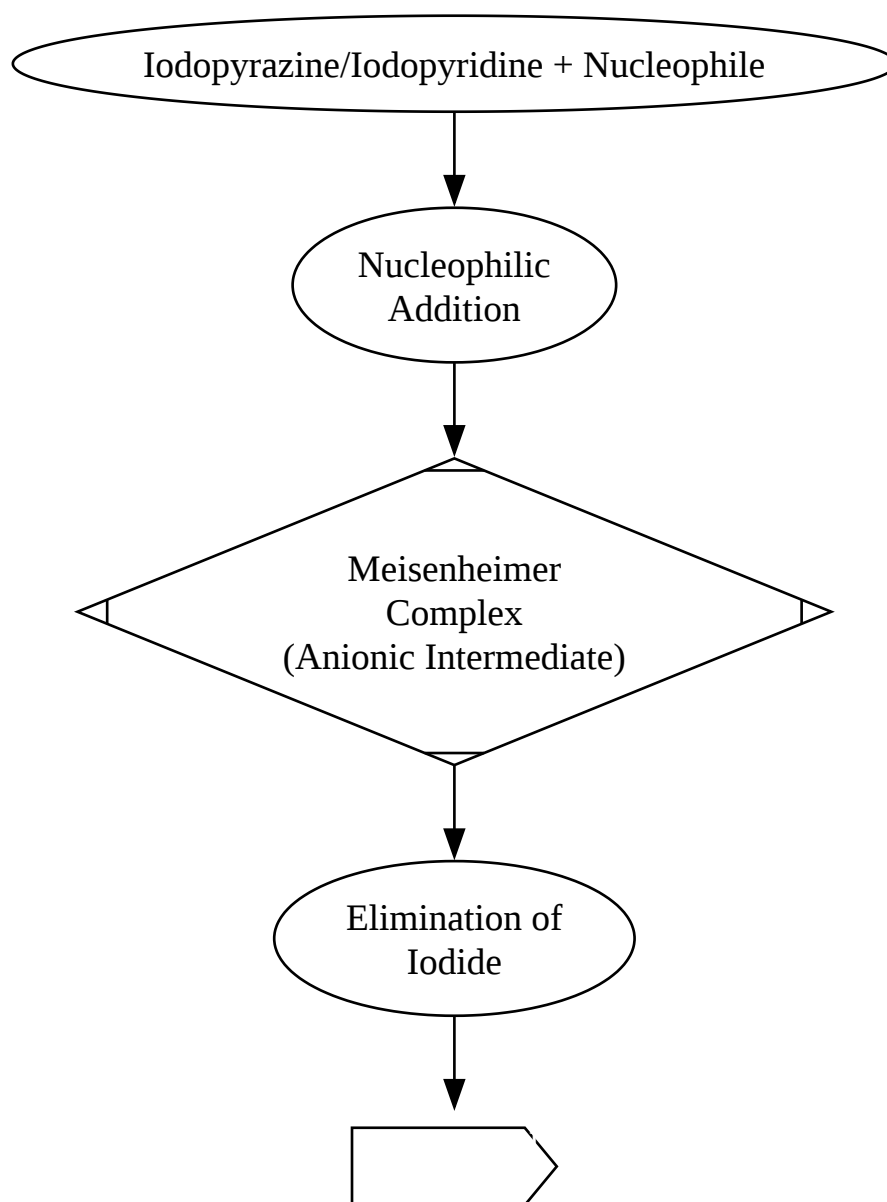 Iodopyrazine/Iodopyridine + Nucleophile
Nucleophilic
Addition
Meisenheimer
Complex
(Anionic Intermediate)
Elimination of
Iodide